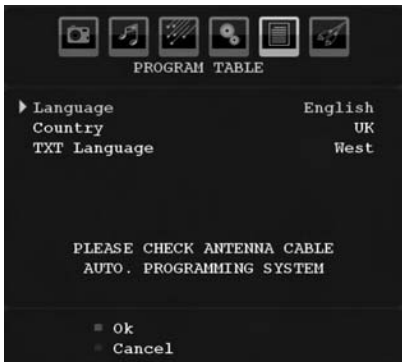 PROGRAM TABLE
Language English
Country UK
TXT Language West
PLEASE CHECK ANTENNA CABLE
AUTO. PROGRAMMING SYSTEM
Ok
Cancel